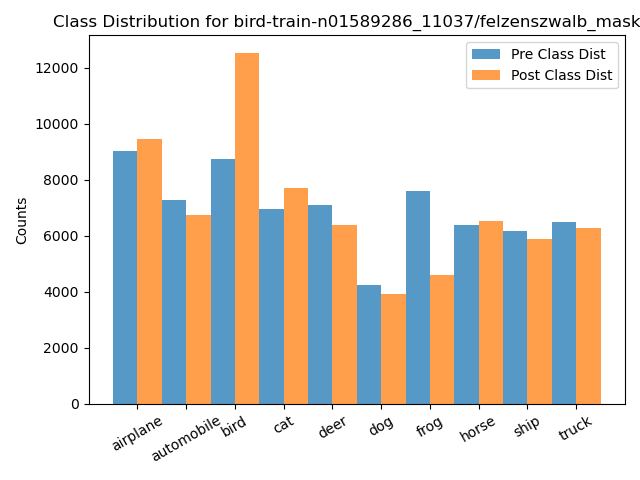 Class Distribution for bird-train-n01589286_11037/felzenszwalb_mask
Pre Class Dist
Post Class Dist
Counts
12000
10000
8000
6000
4000
2000
0
airplane
automobile
bird
cat
deer
dog
frog
horse
ship
truck